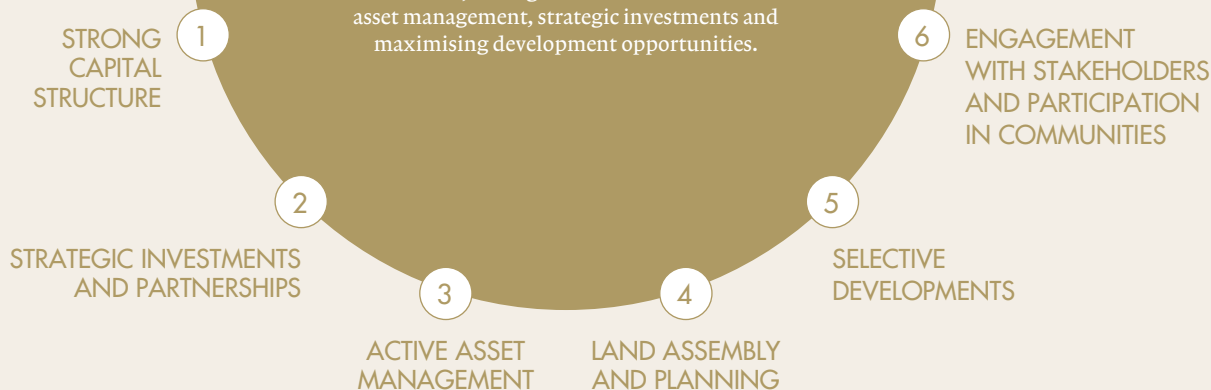 asset management, strategic investments and
maximising development opportunities.
1
STRONG
CAPITAL
STRUCTURE
2
STRATEGIC INVESTMENTS
AND PARTNERSHIPS
3
ACTIVE ASSET
MANAGEMENT
4
LAND ASSEMBLY
AND PLANNING
5
SELECTIVE
DEVELOPMENTS
6
ENGAGEMENT
WITH STAKEHOLDERS
AND PARTICIPATION
IN COMMUNITIES